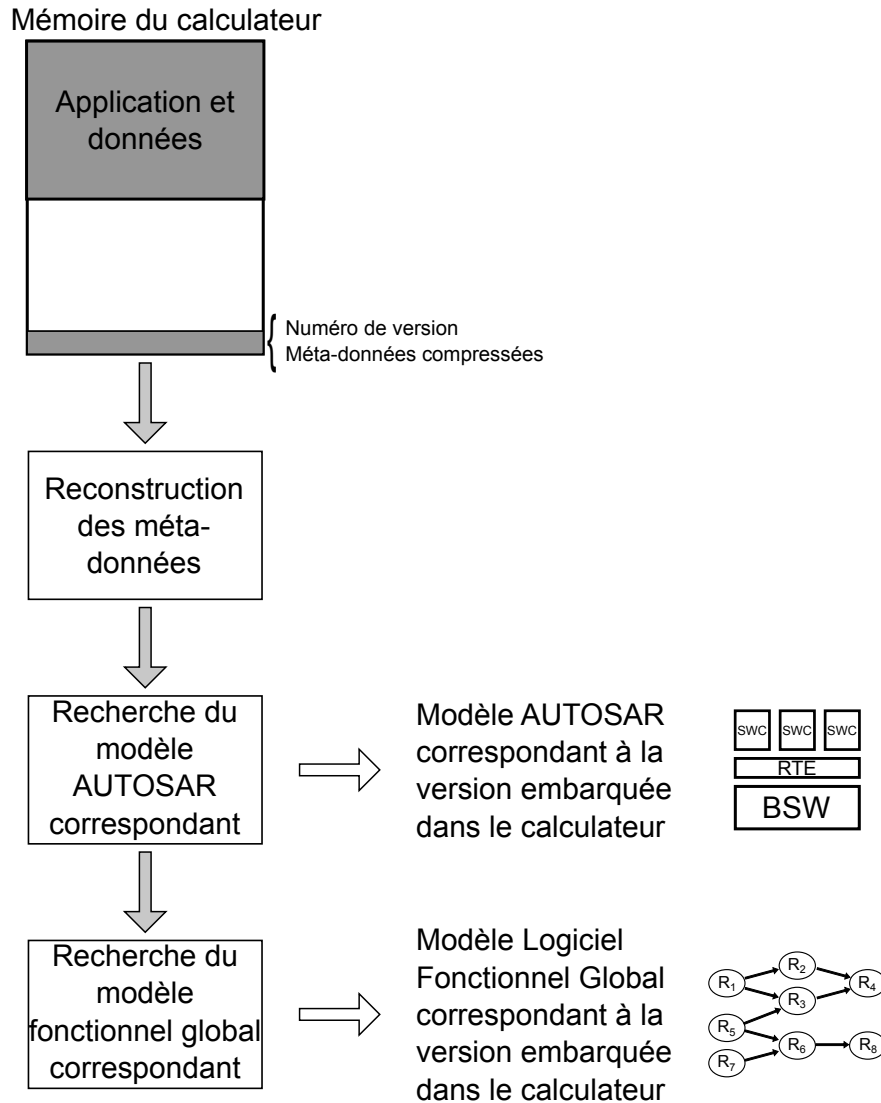 Mémoire du calculateur
Application et
données
Numéro de version
Méta-données compressées
Reconstruction
des méta-
données
Recherche du
modèle
AUTOSAR
correspondant
Modèle AUTOSAR
correspondant à la
version embarquée
dans le calculateur
SWC SWC SWC
RTE
BSW
Recherche du
modèle
fonctionnel global
correspondant
Modèle Logiciel
Fonctionnel Global
correspondant à la
version embarquée
dans le calculateur
R2
R1 R4
R3
R5
R6 R8
R7